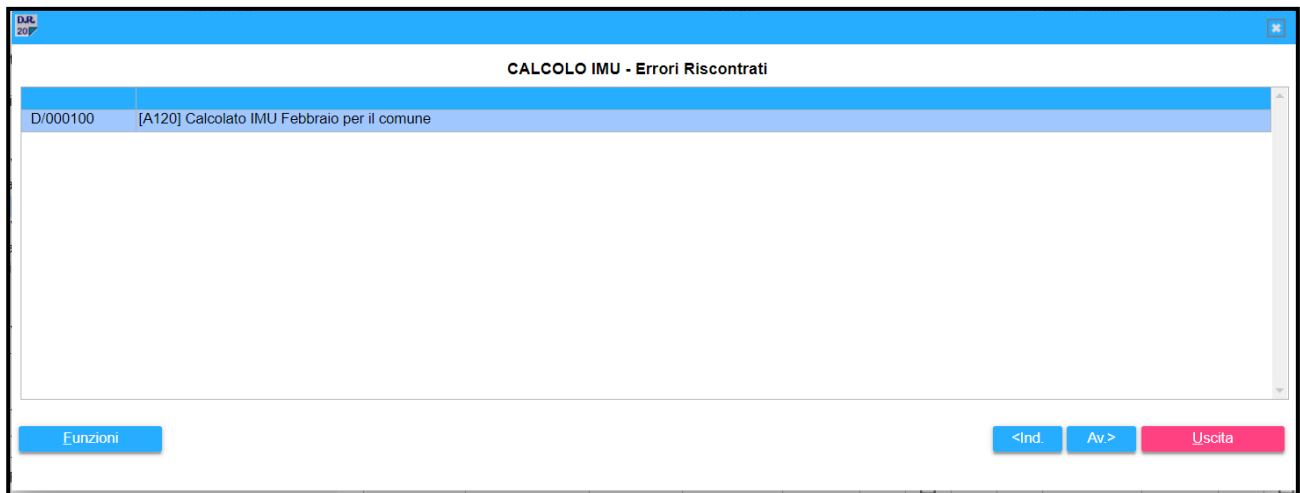 D.R.
20
CALCOLO IMU - Errori Riscontrati
D/000100 [A120] Calcolato IMU Febbraio per il comune
Funzioni <Ind. Av.> Uscita